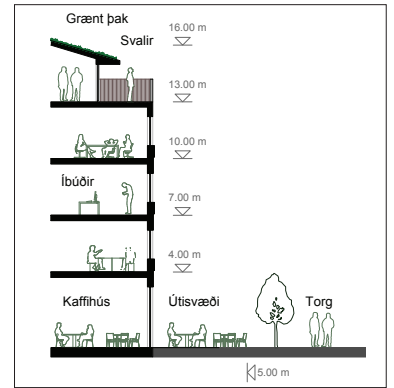 Grænt þak
Svalir
16.00 m
13.00 m
10.00 m
Íbúðir
7.00 m
4.00 m
Kaffihús
Útisvæði
Torg
5.00 m